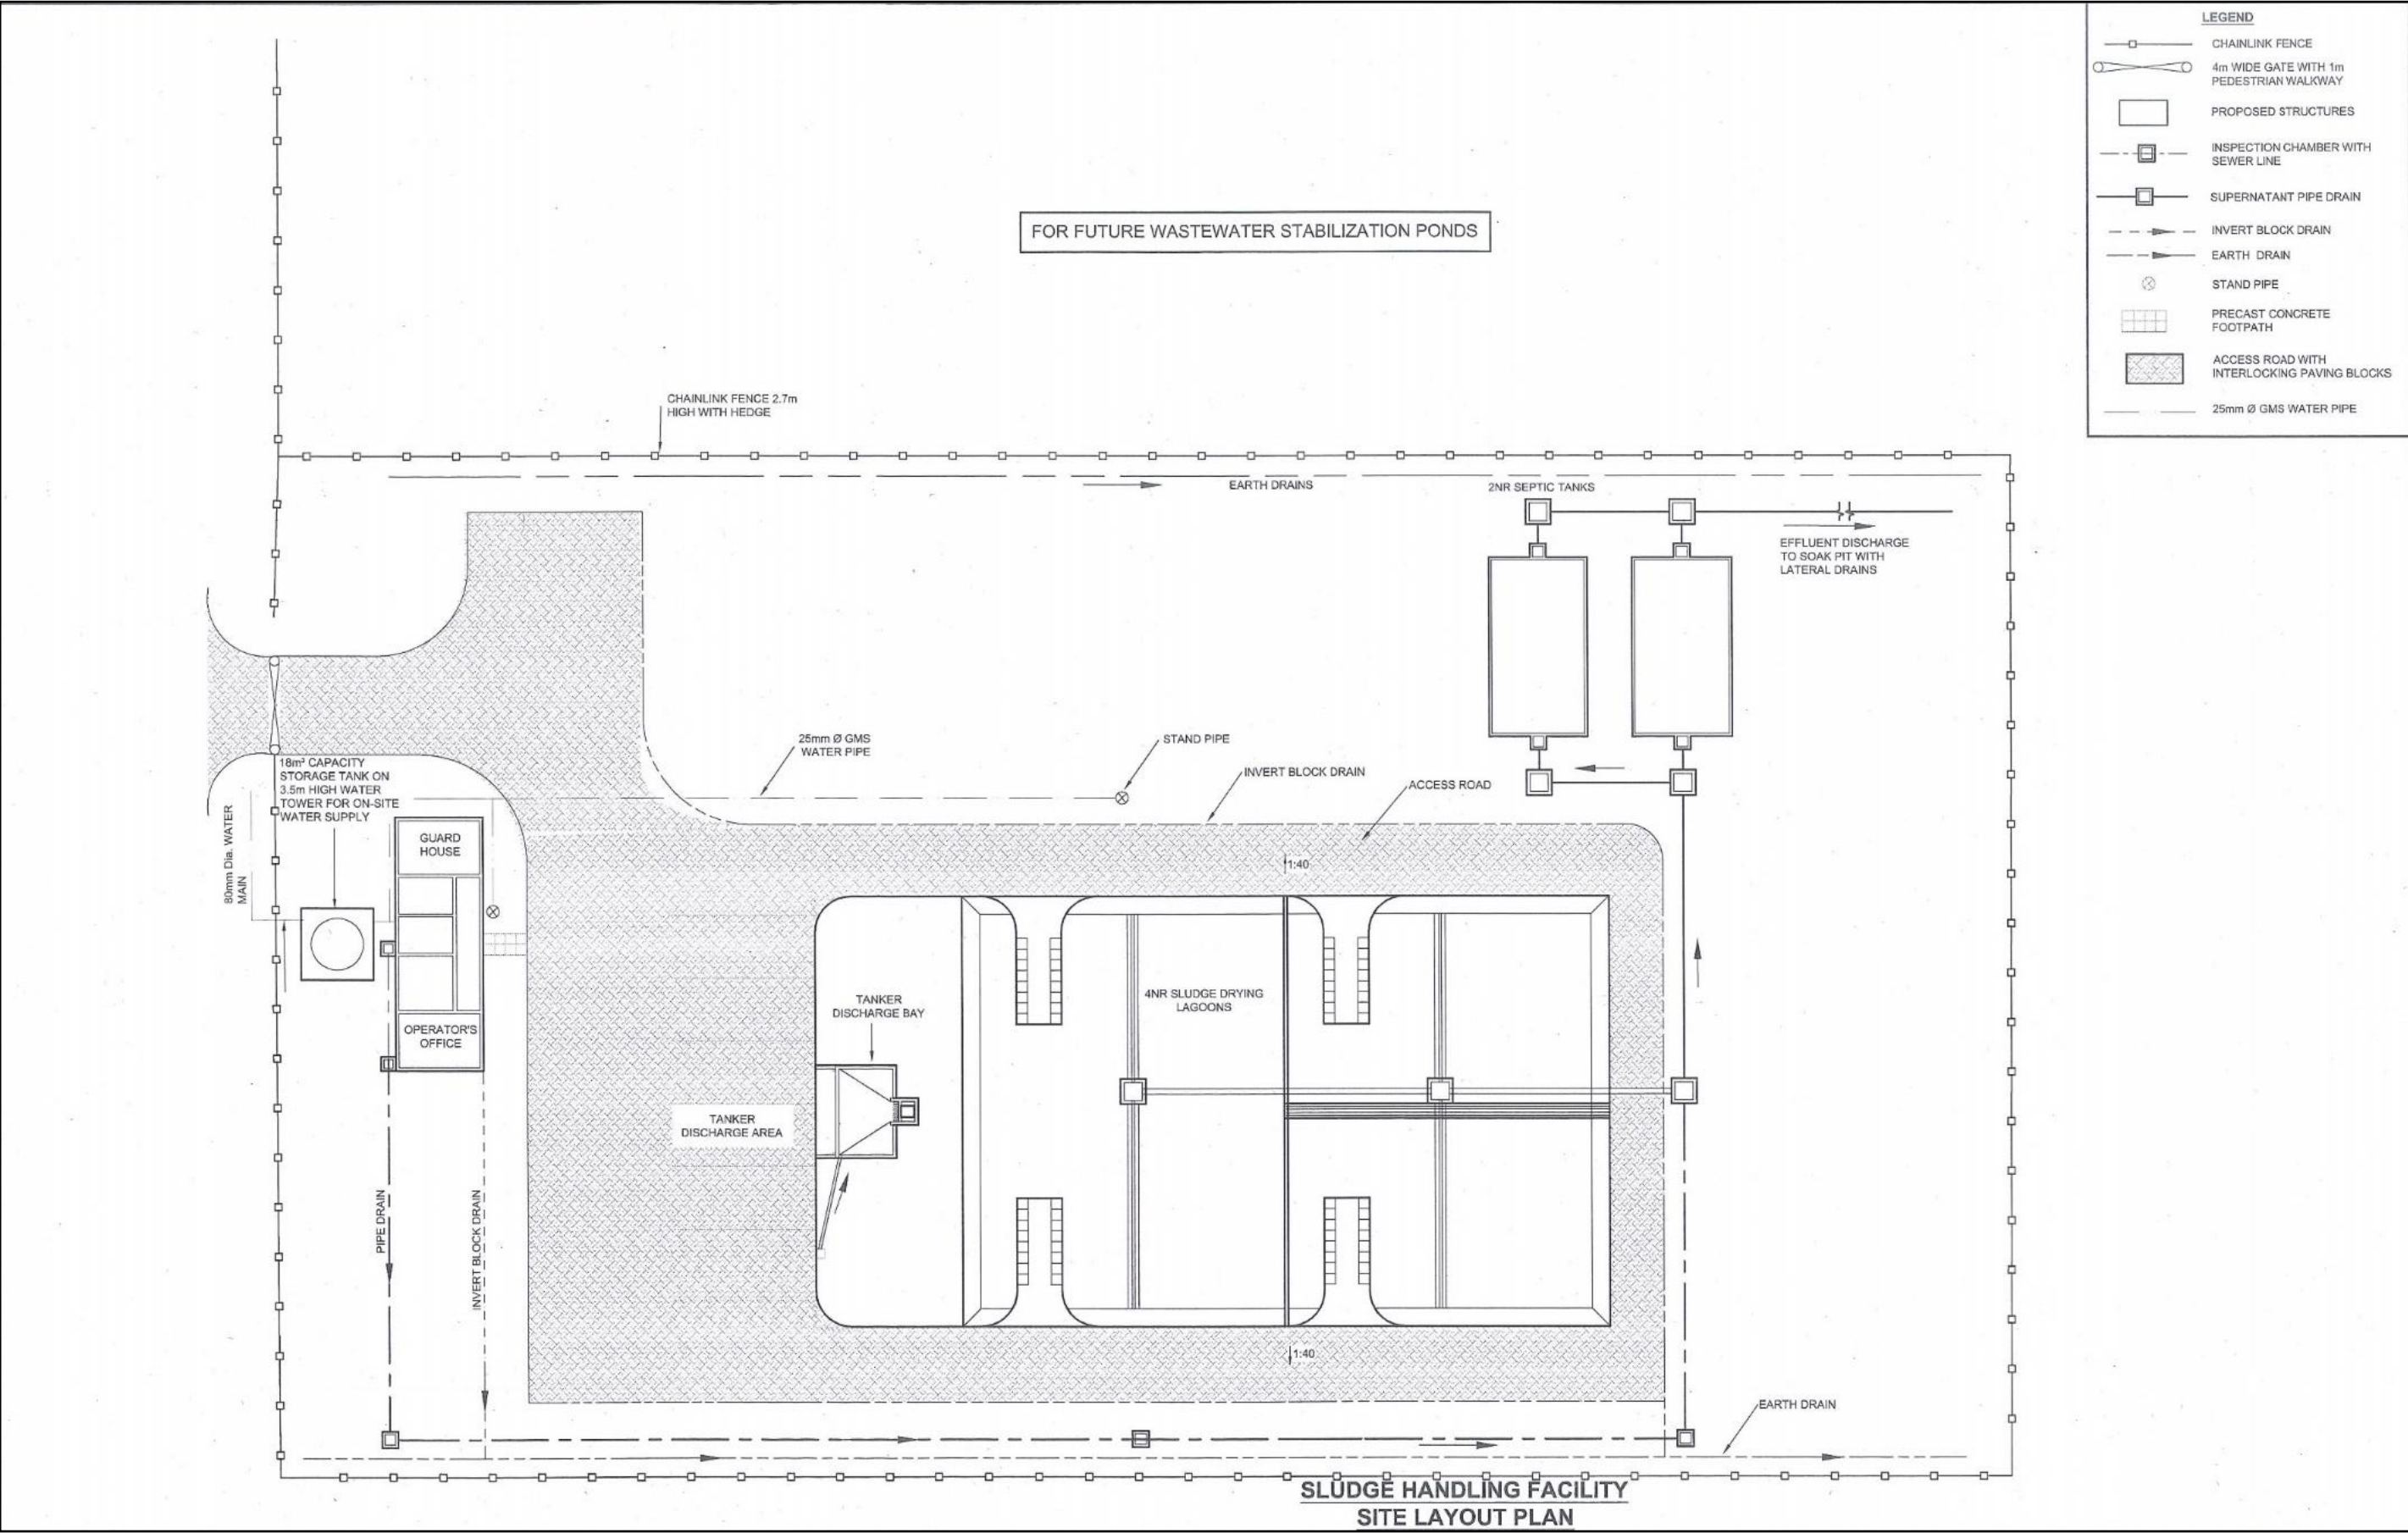 LEGEND
CHAINLINK FENCE
4m WIDE GATE WITH 1m
PEDESTRIAN WALKWAY
PROPOSED STRUCTURES
INSPECTION CHAMBER WITH
SEWER LINE
SUPERNATANT PIPE DRAIN
INVERT BLOCK DRAIN
EARTH DRAIN
STAND PIPE
PRECAST CONCRETE
FOOTPATH
ACCESS ROAD WITH
INTERLOCKING PAVING BLOCKS
25mm Ø GMS WATER PIPE
FOR FUTURE WASTEWATER STABILIZATION PONDS
CHAINLINK FENCE 2.7m
HIGH WITH HEDGE
EARTH DRAINS
2NR SEPTIC TANKS
EFFLUENT DISCHARGE
TO SOAK PIT WITH
LATERAL DRAINS
25mm Ø GMS
WATER PIPE
STAND PIPE
INVERT BLOCK DRAIN
ACCESS ROAD
18m³ CAPACITY
STORAGE TANK ON
3.5m HIGH WATER
TOWER FOR ON-SITE
WATER SUPPLY
80mm Dia. WATER
MAIN
GUARD
HOUSE
1:40
TANKER
DISCHARGE BAY
4NR SLUDGE DRYING
LAGOONS
OPERATOR'S
OFFICE
TANKER
DISCHARGE AREA
PIPE DRAIN
INVERT BLOCK DRAIN
1:40
EARTH DRAIN
SLUDGE HANDLING FACILITY
SITE LAYOUT PLAN